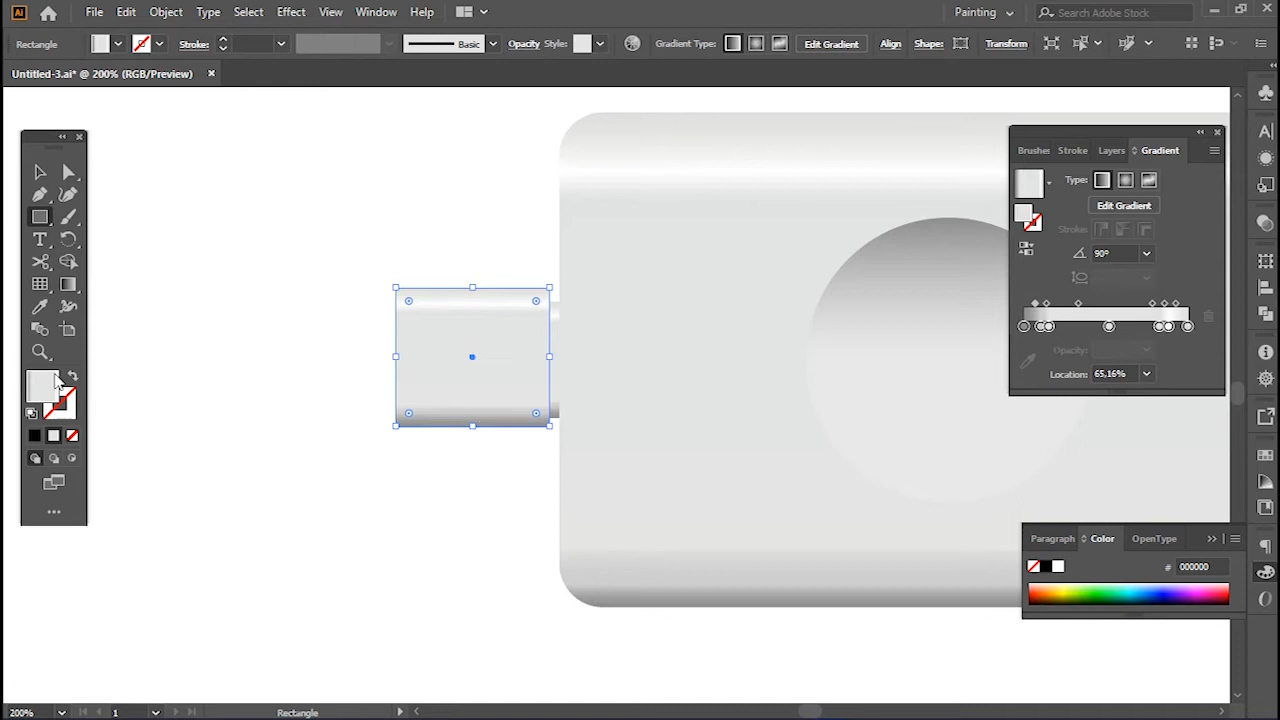 Ai File Edit Object Type Select Effect View Window Help Painting Search Adobe Stock
Rectangle Stroke: Basic Opacity Style: Gradient Type: Edit Gradient Align Shape: Transform
Untitled-3.ai* @ 200% (RGB/Preview)
Brushes Stroke Layers Gradient
Type:
Edit Gradient
Stroke:
90°
Opacity:
Location: 65,16%
Paragraph Color OpenType
# 000000
200% 1 Rectangle